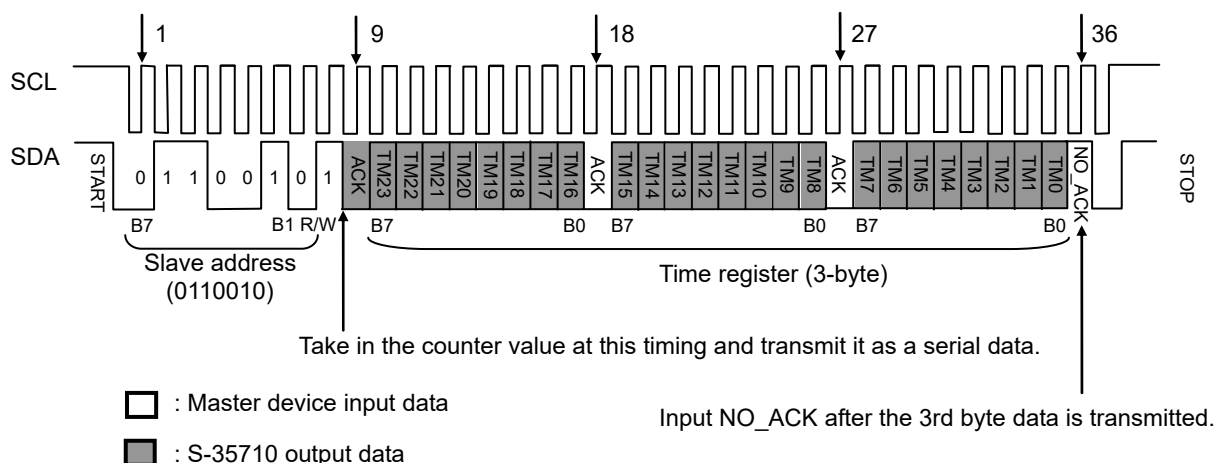 1 9 18 27 36
SCL
SDA
START 0 1 1 0 0 1 0 1 ACK TM23 TM22 TM21 TM20 TM19 TM18 TM17 TM16 ACK TM15 TM14 TM13 TM12 TM11 TM10 TM9 TM8 ACK TM7 TM6 TM5 TM4 TM3 TM2 TM1 TM0 NO_ACK STOP
B7 B1 R/W B7 B0 B7 B0 B7 B0
Slave address
(0110010)
Time register (3-byte)
Take in the counter value at this timing and transmit it as a serial data.
: Master device input data
Input NO_ACK after the 3rd byte data is transmitted.
: S-35710 output data